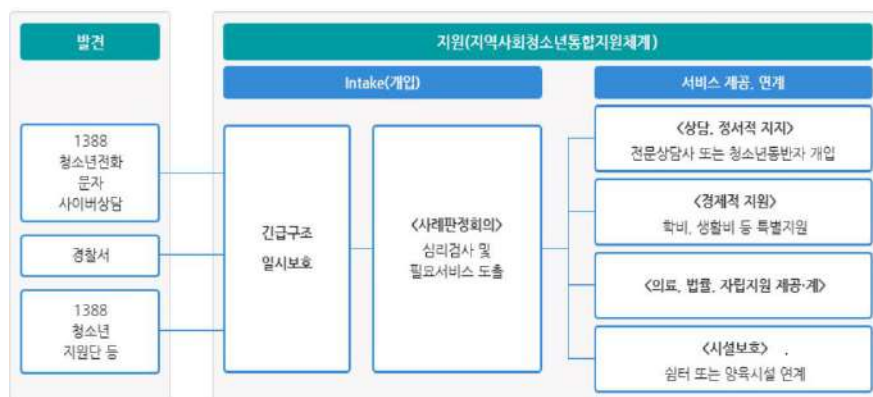 발견
지원(지역사회청소년통합지원체계)
Intake(개입)
서비스 제공, 연계
1388
청소년전화
문자
사이버상담
경찰서
1388
청소년
지원단 등
긴급구조
일시보호
<사례판정회의>
심리검사 및
필요서비스 도출
<상담, 정서적 지지>
전문상담사 또는 청소년동반자 개입
<경제적 지원>
학비, 생활비 등 특별지원
<의료, 법률, 자립지원 제공·계>
<시설보호> .
쉼터 또는 양육시설 연계